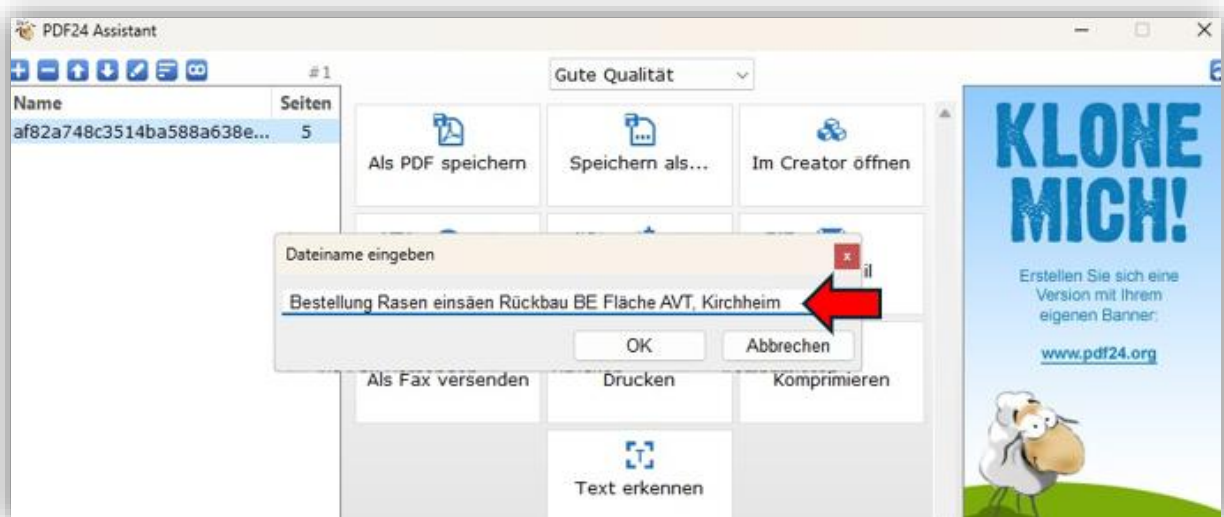 PDF24 Assistant
#1
Gute Qualität
Name Seiten
af82a748c3514ba588a638e... 5
Als PDF speichern
Speichern als...
Im Creator öffnen
Dateiname eingeben
x
il
Bestellung Rasen einsäen Rückbau BE Fläche AVT, Kirchheim
OK
Abbrechen
Als Fax versenden
Drucken
Komprimieren
Text erkennen
KLONE
MICH!
Erstellen Sie sich eine
Version mit Ihrem
eigenen Banner:
www.pdf24.org